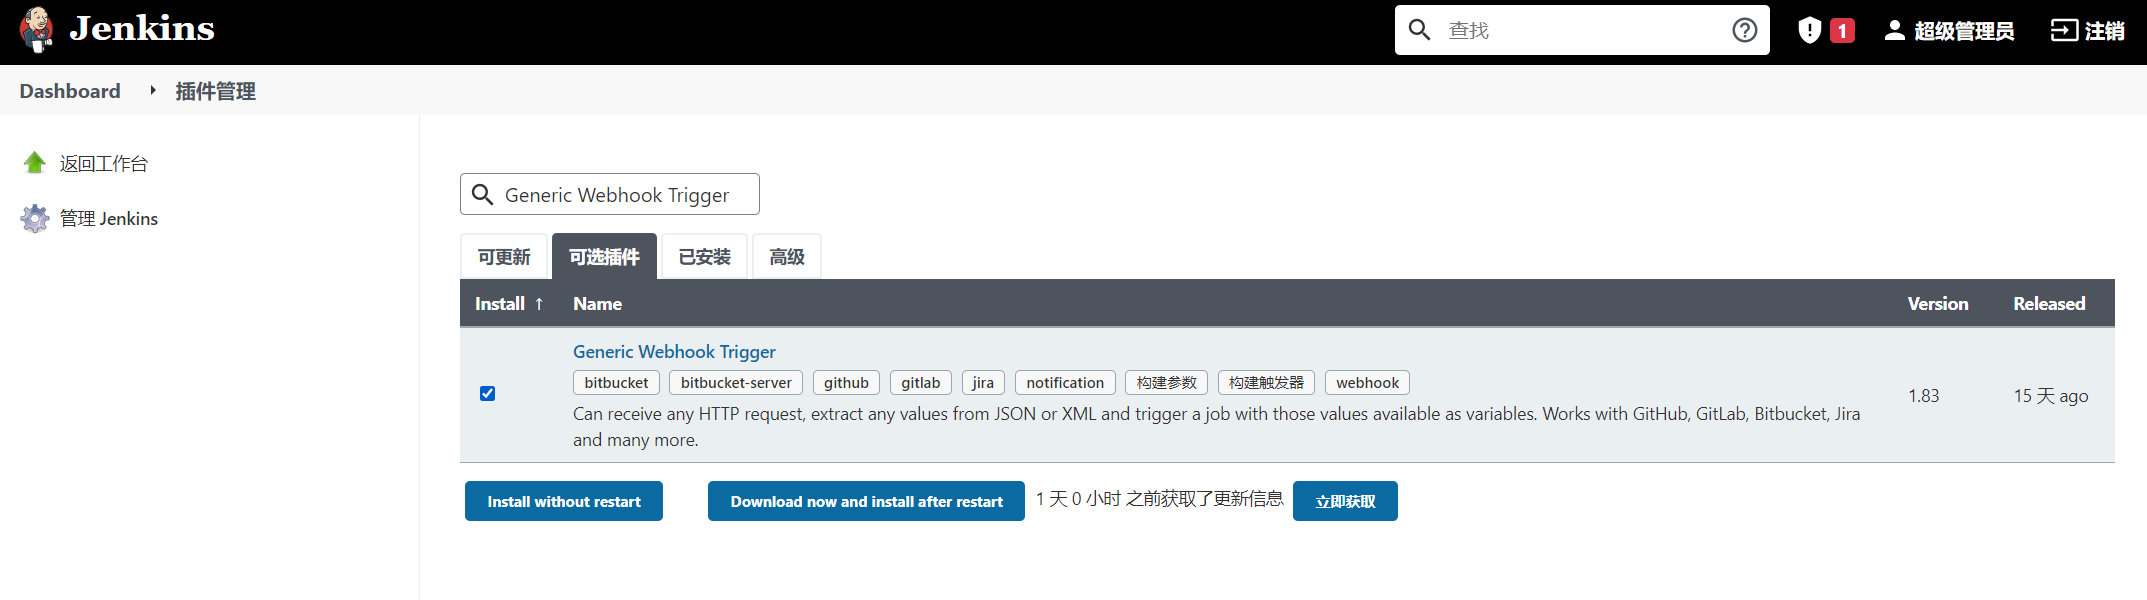 Jenkins
查找
1
超级管理员
注销
Dashboard
插件管理
返回工作台
管理 Jenkins
Generic Webhook Trigger
可更新
可选插件
已安装
高级
Install ↑
Name
Version
Released
Generic Webhook Trigger
bitbucket
bitbucket-server
github
gitlab
jira
notification
构建参数
构建触发器
webhook
Can receive any HTTP request, extract any values from JSON or XML and trigger a job with those values available as variables. Works with GitHub, GitLab, Bitbucket, Jira
and many more.
1.83
15 天 ago
Install without restart
Download now and install after restart
1 天 0 小时 之前获取了更新信息
立即获取